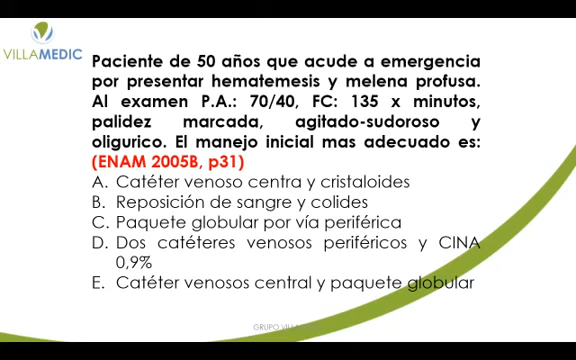 VILLAMEDIC
Paciente de 50 años que acude a emergencia
por presentar hematemesis y melena profusa.
Al examen P.A.: 70/40, FC: 135 x minutos,
palidez marcada, agitado-sudoroso y
oligurico. El manejo inicial mas adecuado es:
(ENAM 2005B, p31)
A. Catéter venoso centra y cristaloides
B. Reposición de sangre y colides
C. Paquete globular por vía periférica
D. Dos catéteres venosos periféricos y ClNA
0,9%
E. Catéter venosos central y paquete globular
GRUPO